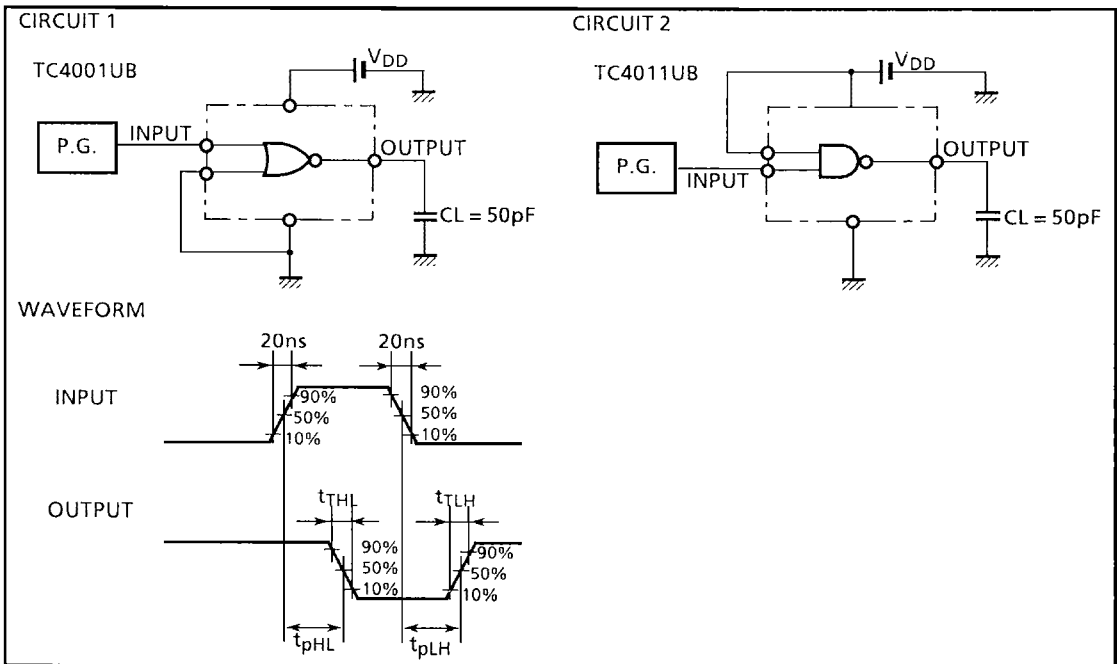 CIRCUIT 1
TC4001UB
VDD
P.G.
INPUT
OUTPUT
CL = 50pF
CIRCUIT 2
TC4011UB
VDD
P.G.
INPUT
OUTPUT
CL = 50pF
WAVEFORM
20ns
20ns
INPUT
90%
50%
10%
90%
50%
10%
OUTPUT
tTHL
tTLH
90%
50%
10%
90%
50%
10%
tpHL
tpLH